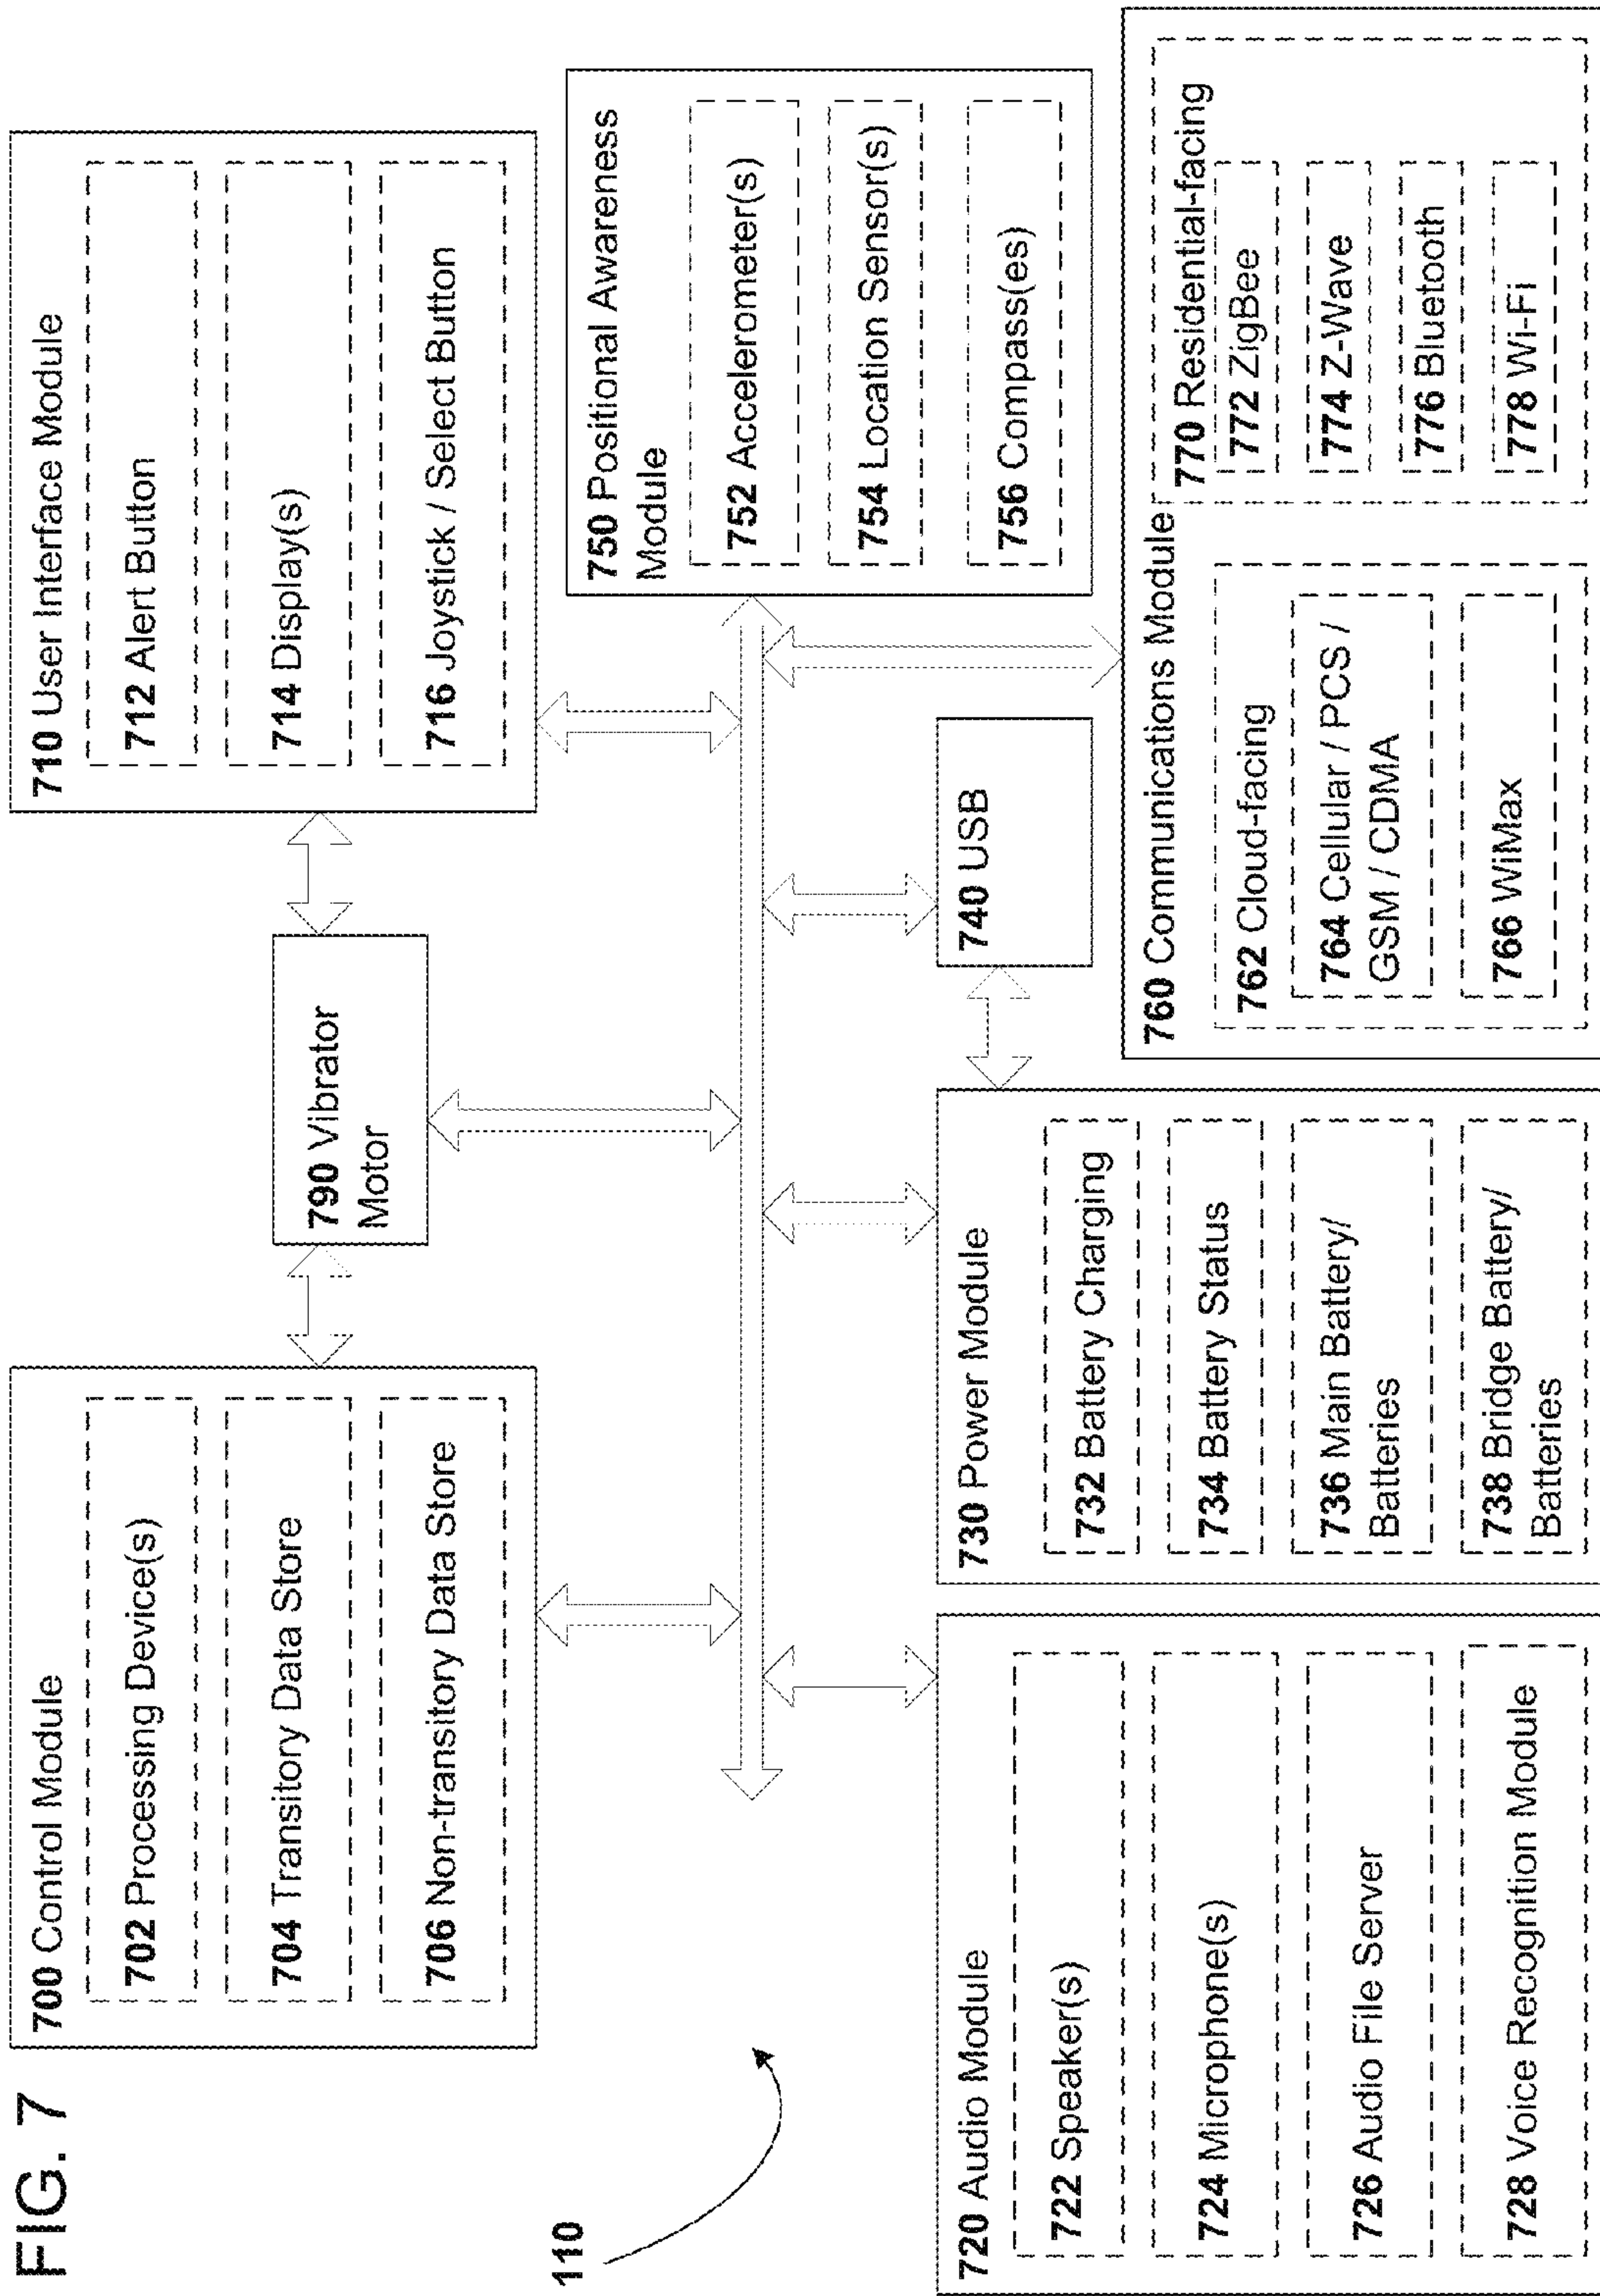 FIG. 7
110
700 Control Module
702 Processing Device(s)
704 Transitory Data Store
706 Non-transitory Data Store
790 Vibrator
Motor
710 User Interface Module
712 Alert Button
714 Display(s)
716 Joystick / Select Button
720 Audio Module
722 Speaker(s)
724 Microphone(s)
726 Audio File Server
728 Voice Recognition Module
730 Power Module
732 Battery Charging
734 Battery Status
736 Main Battery/
Batteries
738 Bridge Battery/
Batteries
740 USB
750 Positional Awareness
Module
752 Accelerometer(s)
754 Location Sensor(s)
756 Compass(es)
760 Communications Module
762 Cloud-facing
764 Cellular / PCS /
GSM / CDMA
766 WiMax
770 Residential-facing
772 ZigBee
774 Z-Wave
776 Bluetooth
778 Wi-Fi